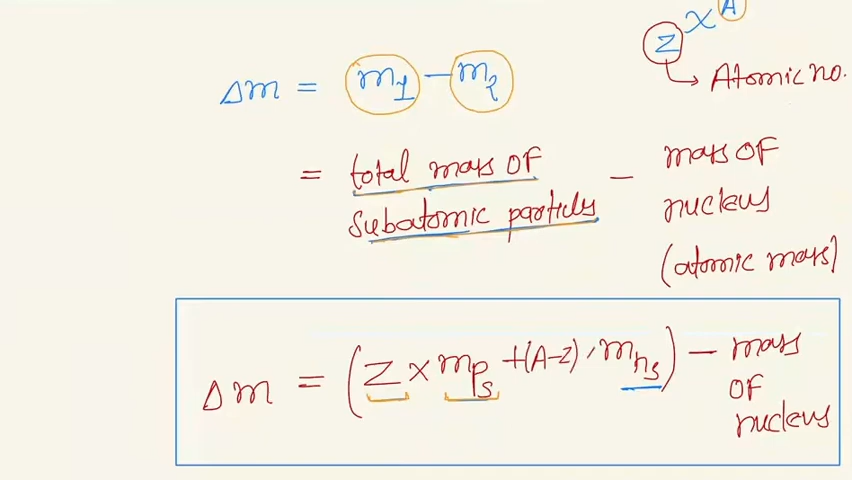 Z X A
Δm = m1 - m2
→ Atomic no.
= total mass of subatomic particles - mass of nucleus (atomic mass)
Δm = (Z × mps + (A-Z) · mns) - mass of nucleus